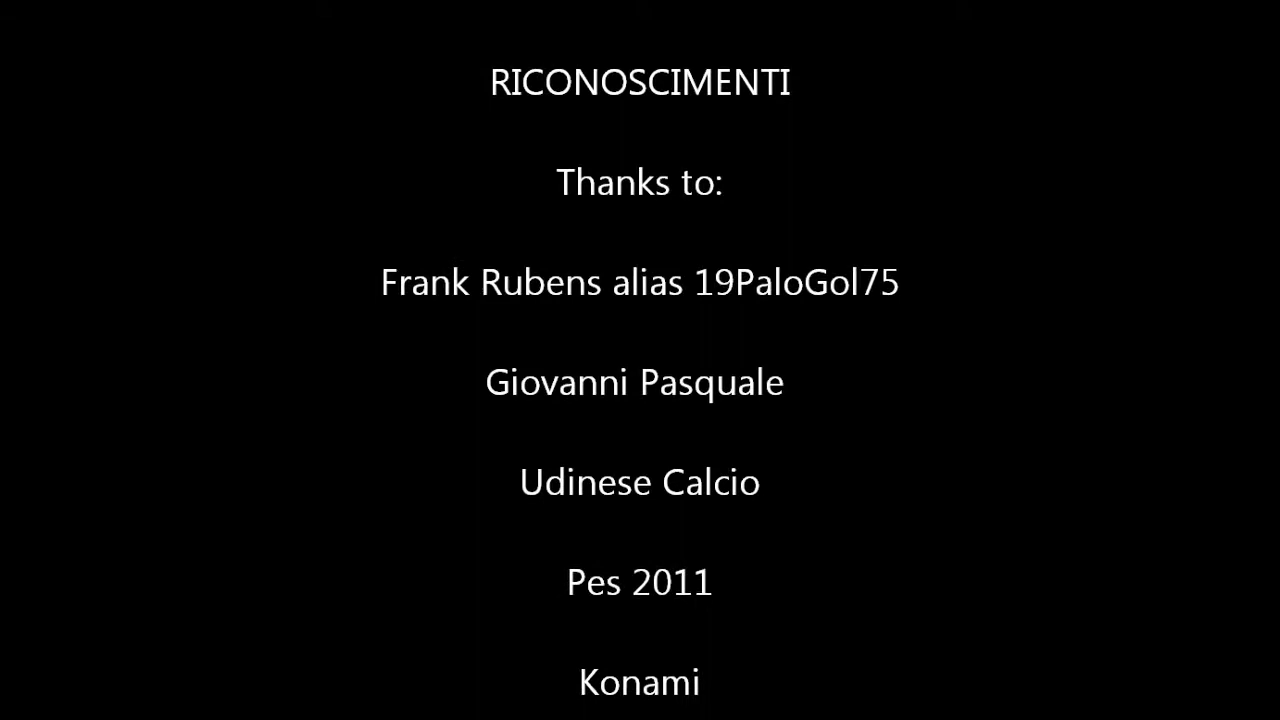 RICONOSCIMENTI
Thanks to:
Frank Rubens alias 19PaloGol75
Giovanni Pasquale
Udinese Calcio
Pes 2011
Konami